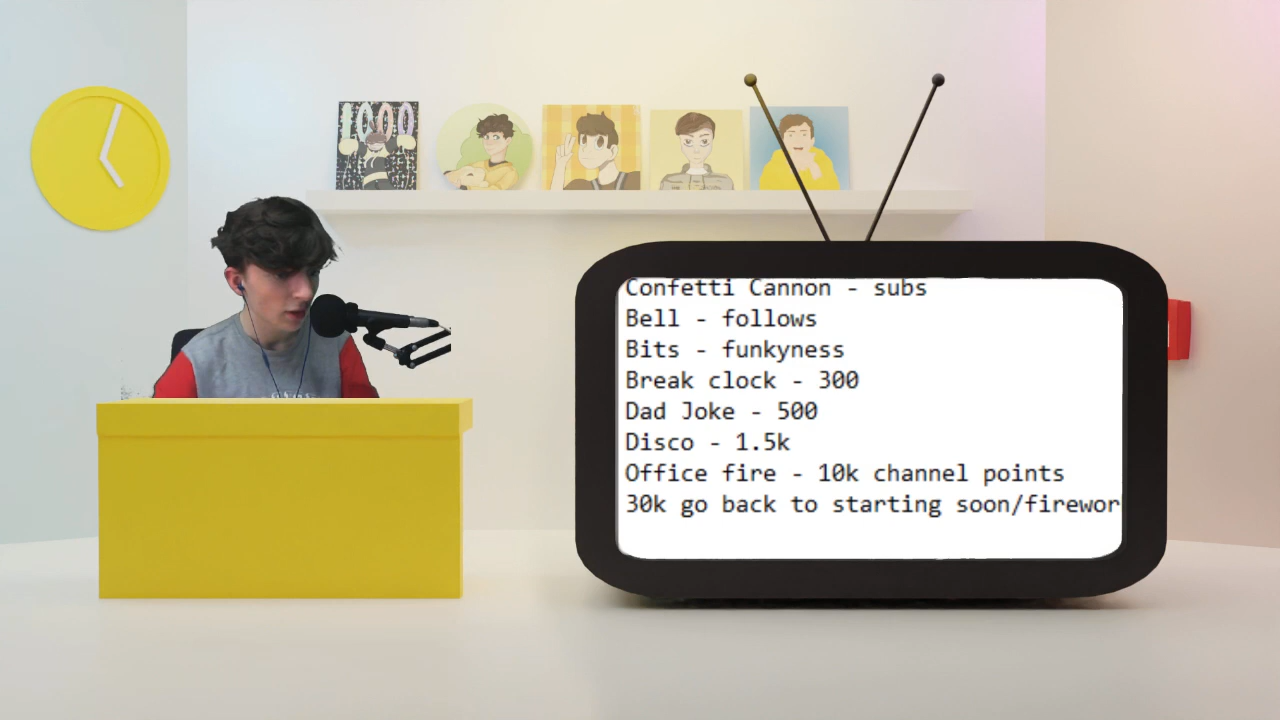 1000
Confetti Cannon - subs
Bell - follows
Bits - funkyness
Break clock - 300
Dad Joke - 500
Disco - 1.5k
Office fire - 10k channel points
30k go back to starting soon/firewor